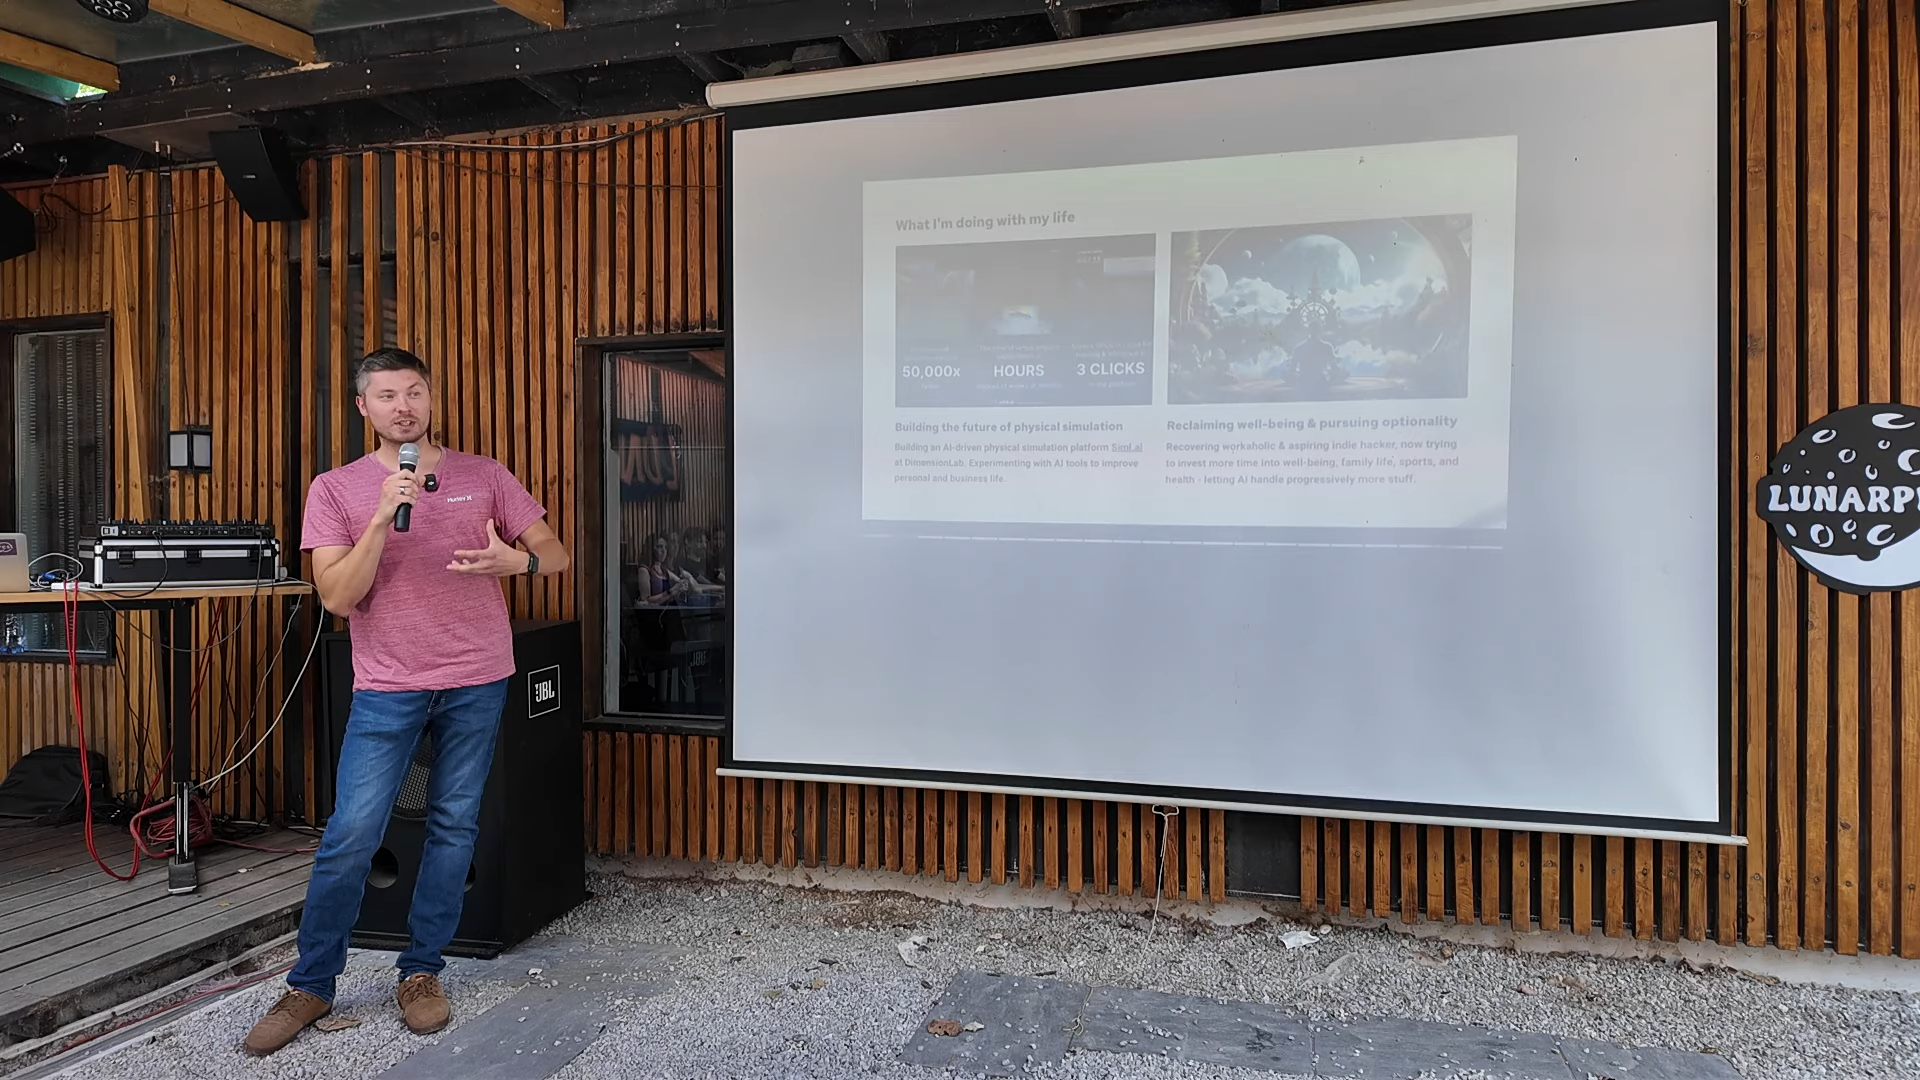 What I'm doing with my life
50,000x
HOURS
3 CLICKS
Building the future of physical simulation
Building an AI-driven physical simulation platform Siml.ai
at DimensionLab. Experimenting with AI tools to improve
personal and business life.
Reclaiming well-being & pursuing optionality
Recovering workaholic & aspiring indie hacker, now trying
to invest more time into well-being, family life, sports, and
health - letting AI handle progressively more stuff.
Hurley
JBL
LUNARP